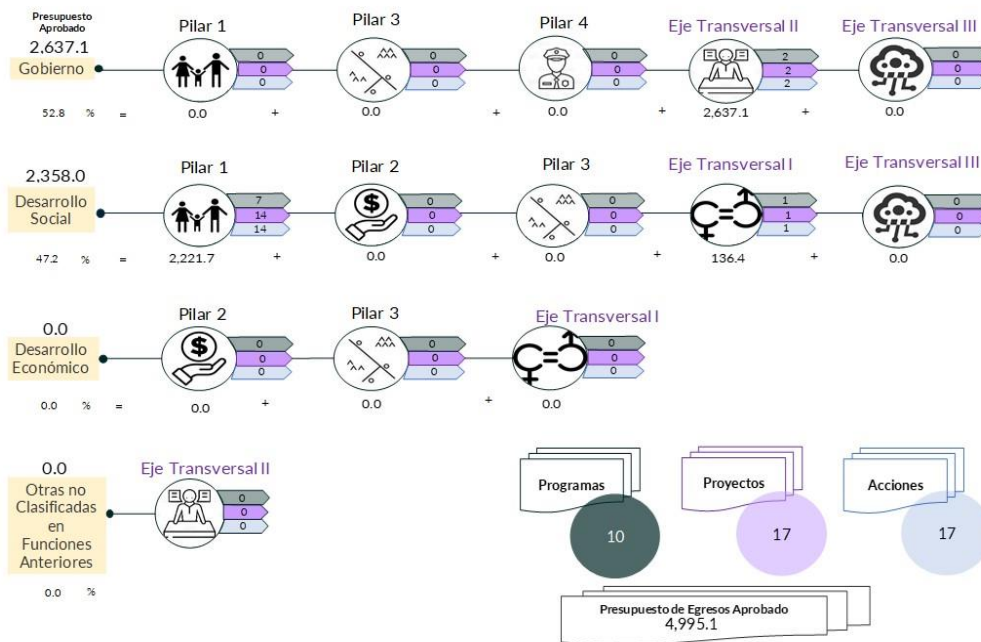 Presupuesto
Aprobado
2,637.1
Gobierno
52.8 % =
Pilar 1
0
0
0
0.0 +
Pilar 3
0
0
0
0.0 +
Pilar 4
0
0
0
0.0 +
Eje Transversal II
2
2
2
2,637.1 +
Eje Transversal III
0
0
0
0.0
2,358.0
Desarrollo
Social
47.2 % =
Pilar 1
7
14
14
2,221.7 +
Pilar 2
0
0
0
0.0 +
Pilar 3
0
0
0
0.0 +
Eje Transversal I
1
1
1
136.4 +
Eje Transversal III
0
0
0
0.0
0.0
Desarrollo
Económico
0.0 % =
Pilar 2
$
0
0
0
0.0 +
Pilar 3
0
0
0
0.0 +
Eje Transversal I
0
0
0
0.0
0.0
Otras no
Clasificadas
en
Funciones
Anteriores
0.0 %
Eje Transversal II
0
0
0
Programas
10
Proyectos
17
Acciones
17
Presupuesto de Egresos Aprobado
4,995.1